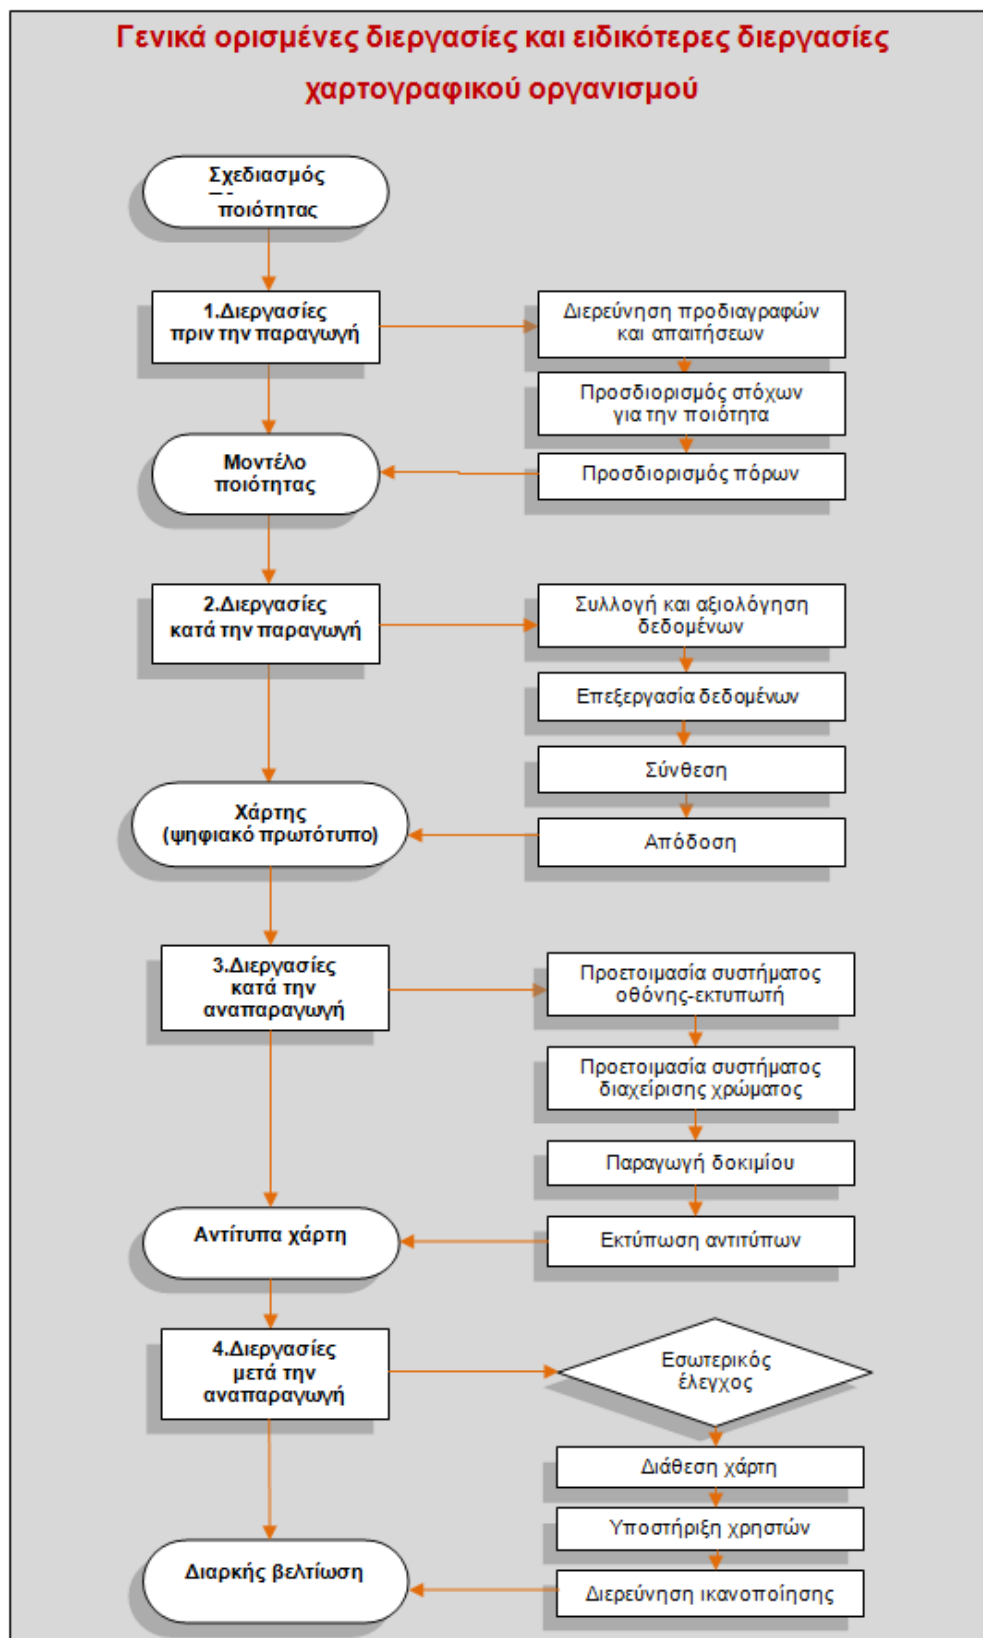 Γενικά ορισμένες διεργασίες και ειδικότερες διεργασίες
χαρτογραφικού οργανισμού
Σχεδιασμός
ποιότητας
1.Διεργασίες
πριν την παραγωγή
Διερεύνηση προδιαγραφών
και απαιτήσεων
Προσδιορισμός στόχων
για την ποιότητα
Μοντέλο
ποιότητας
Προσδιορισμός πόρων
2.Διεργασίες
κατά την παραγωγή
Συλλογή και αξιολόγηση
δεδομένων
Επεξεργασία δεδομένων
Σύνθεση
Χάρτης
(ψηφιακό πρωτότυπο)
Απόδοση
3.Διεργασίες
κατά την
αναπαραγωγή
Προετοιμασία συστήματος
οθόνης-εκτυπωτή
Προετοιμασία συστήματος
διαχείρισης χρώματος
Παραγωγή δοκιμίου
Αντίτυπα χάρτη
Εκτύπωση αντιτύπων
4.Διεργασίες
μετά την
αναπαραγωγή
Εσωτερικός
έλεγχος
Διάθεση χάρτη
Υποστήριξη χρηστών
Διαρκής βελτίωση
Διερεύνηση ικανοποίησης